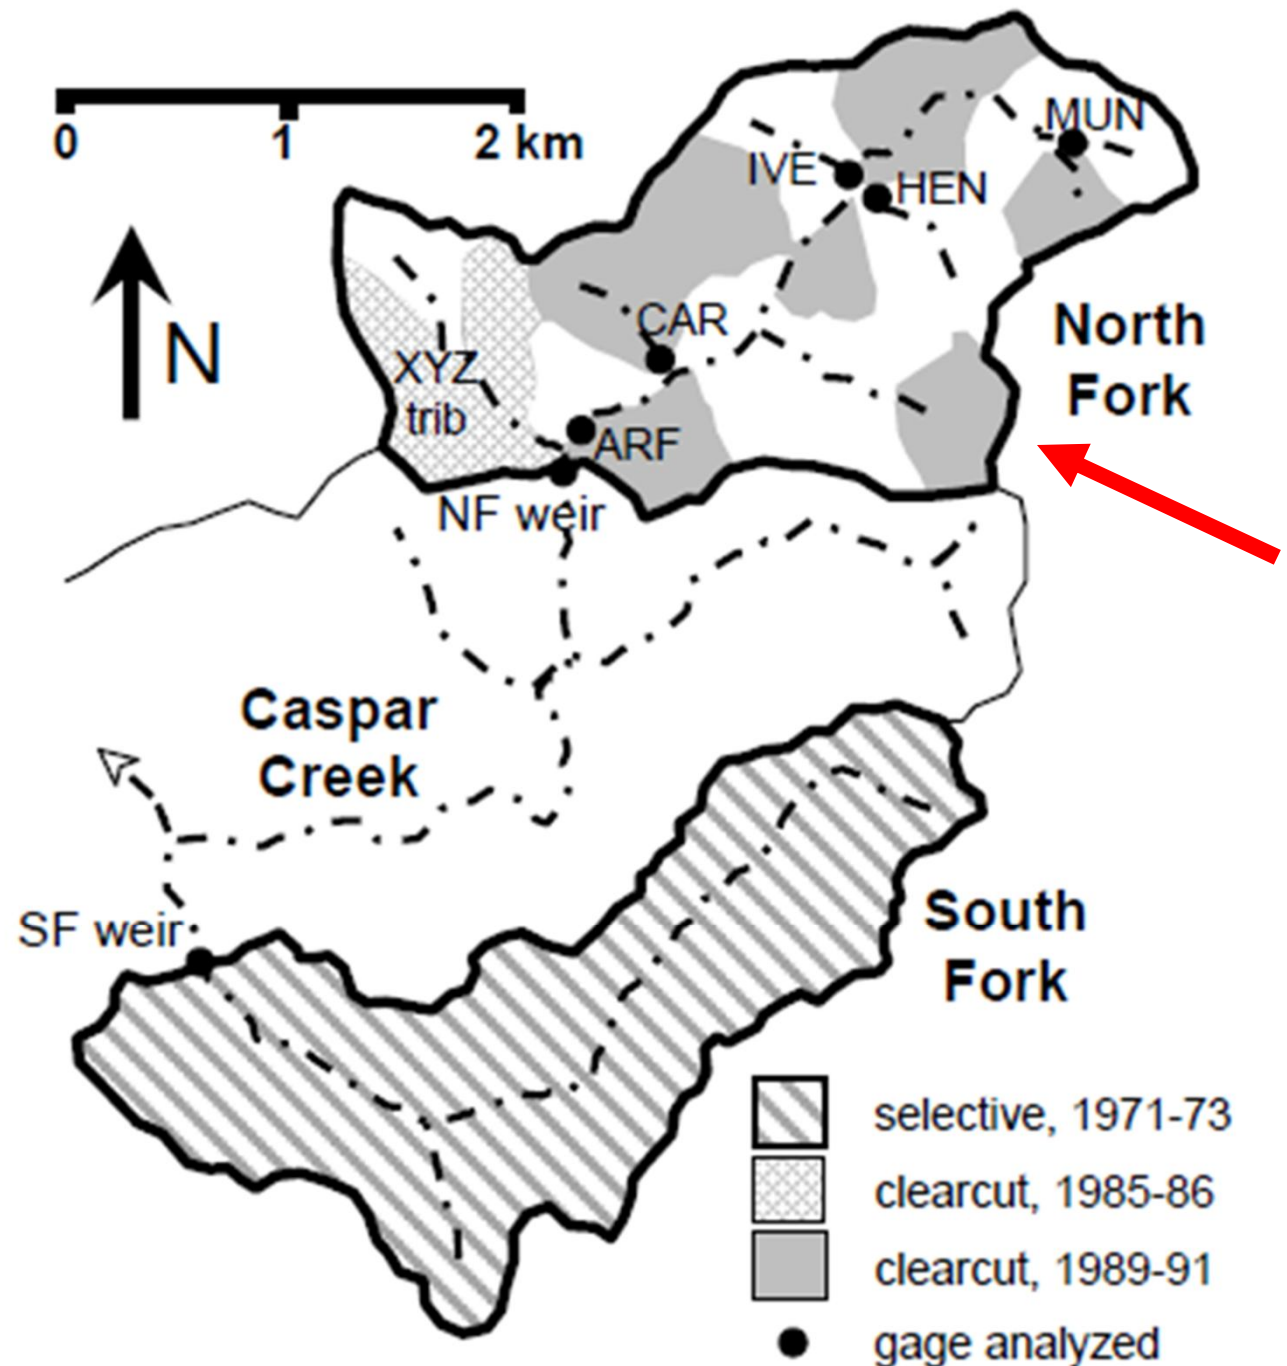 0 1 2 km
MUN
IVE
HEN
N
CAR
North
Fork
XYZ
trib
ARF
NF weir
Caspar
Creek
SF weir
South
Fork
selective, 1971-73
clearcut, 1985-86
clearcut, 1989-91
gage analyzed